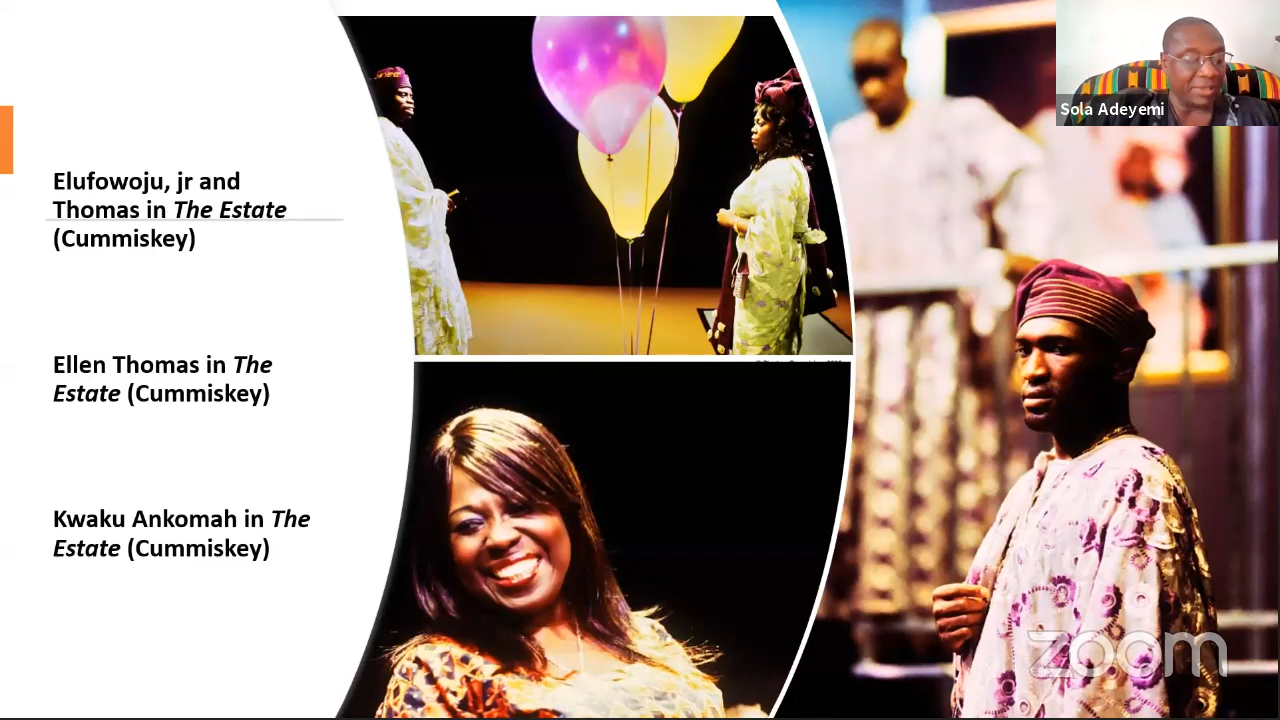 Elufowoju, jr and
Thomas in The Estate
(Cummiskey)
Ellen Thomas in The
Estate (Cummiskey)
Kwaku Ankomah in The
Estate (Cummiskey)
Sola Adeyemi
zoom